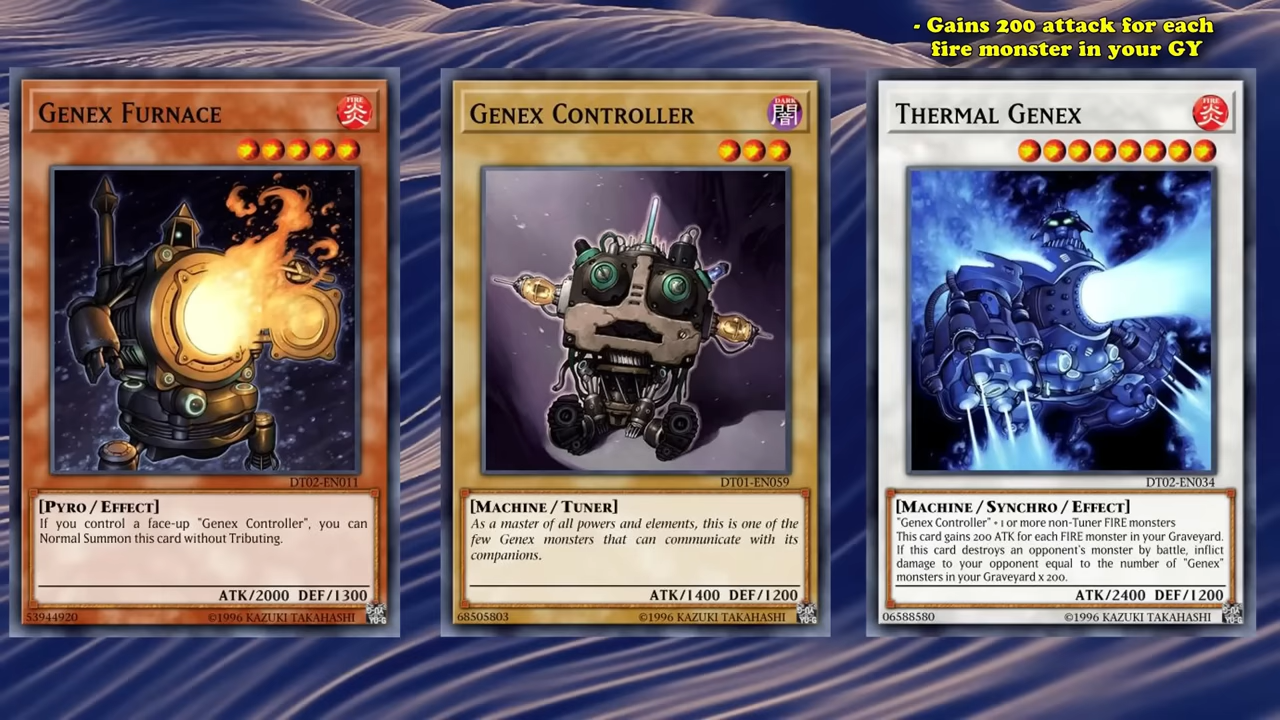 - Gains 200 attack for each
fire monster in your GY
GENEX FURNACE
FIRE
炎
DT02-EN011
[PYRO / EFFECT]
If you control a face-up "Genex Controller", you can
Normal Summon this card without Tributing.
ATK/2000 DEF/1300
53944920
©1996 KAZUKI TAKAHASHI
GENEX CONTROLLER
DARK
闇
DT01-EN059
[MACHINE / TUNER]
As a master of all powers and elements, this is one of the
few Genex monsters that can communicate with its
companions.
ATK/1400 DEF/1200
68505803
©1996 KAZUKI TAKAHASHI
THERMAL GENEX
FIRE
炎
DT02-EN034
[MACHINE / SYNCHRO / EFFECT]
"Genex Controller" + 1 or more non-Tuner FIRE monsters
This card gains 200 ATK for each FIRE monster in your Graveyard.
If this card destroys an opponent's monster by battle, inflict
damage to your opponent equal to the number of "Genex"
monsters in your Graveyard x 200.
ATK/2400 DEF/1200
06588580
©1996 KAZUKI TAKAHASHI